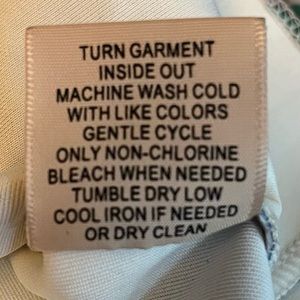 TURN GARMENT
INSIDE OUT
MACHINE WASH COLD
WITH LIKE COLORS
GENTLE CYCLE
ONLY NON-CHLORINE
BLEACH WHEN NEEDED
TUMBLE DRY LOW
COOL IRON IF NEEDED
OR DRY CLEAN